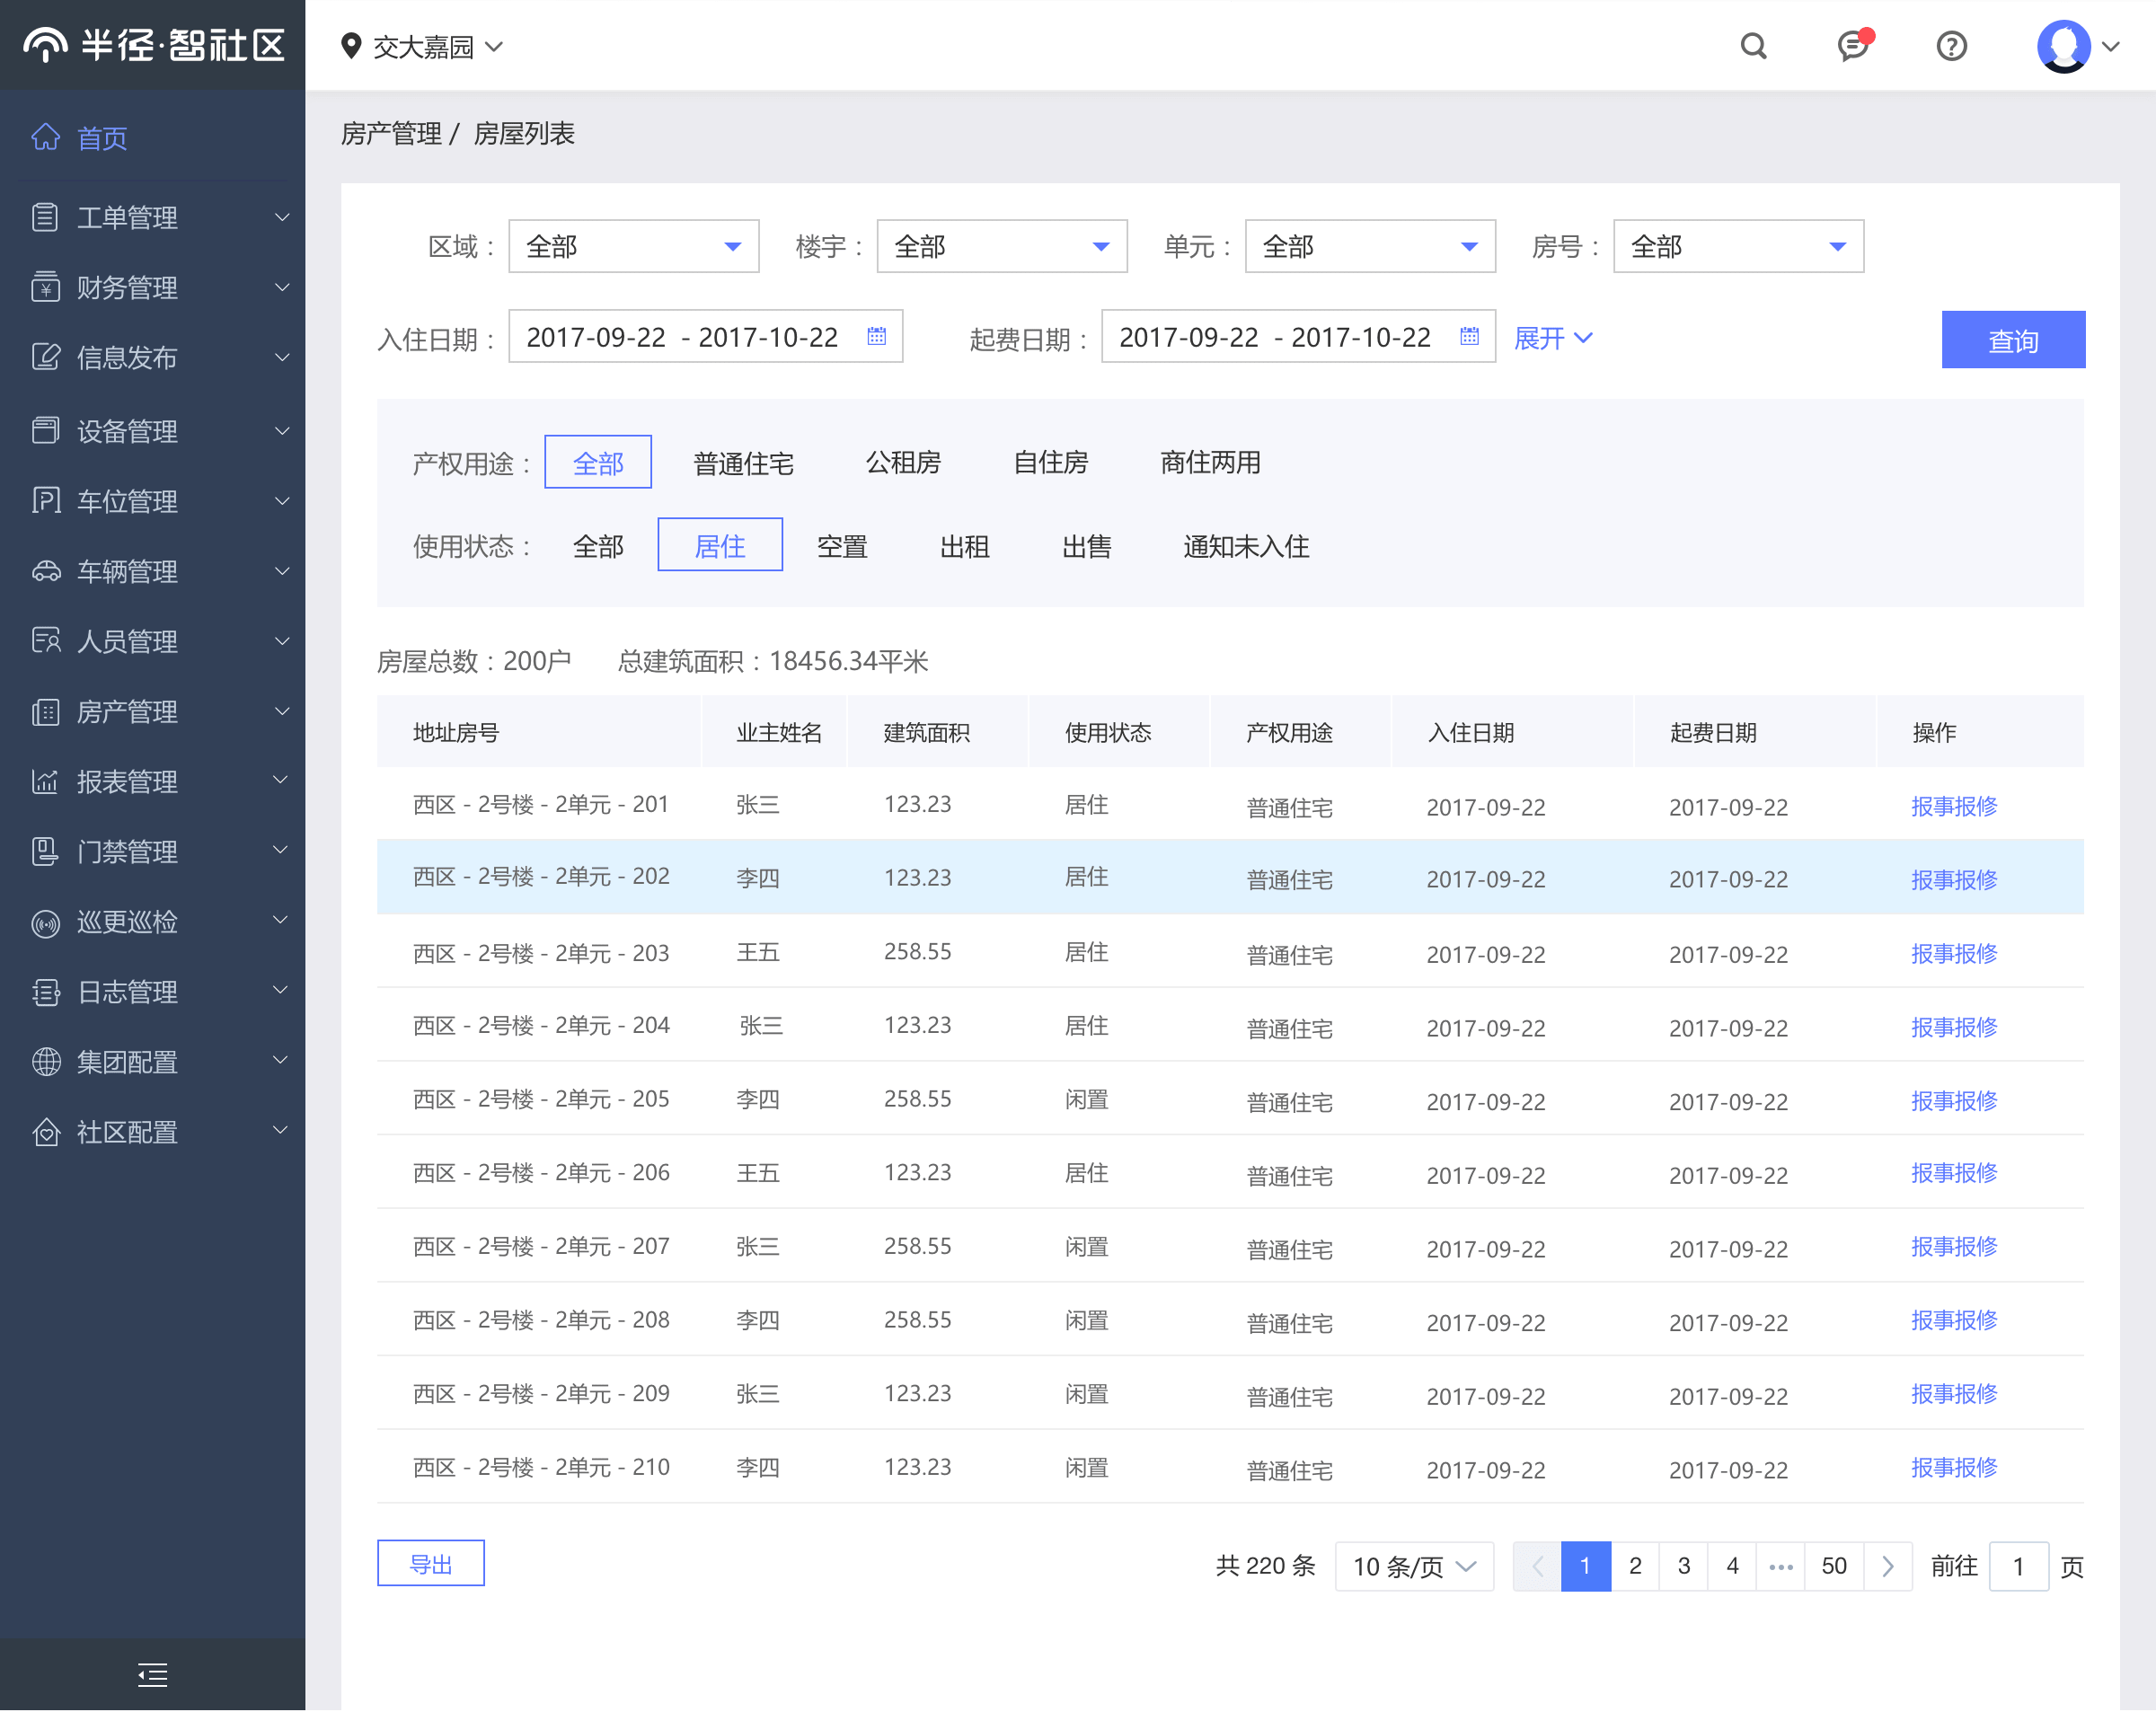 半径·智社区
交大嘉园
首页
工单管理
财务管理
信息发布
设备管理
车位管理
车辆管理
人员管理
房产管理
报表管理
门禁管理
巡更巡检
日志管理
集团配置
社区配置
房产管理 / 房屋列表
区域： 全部 楼宇： 全部 单元： 全部 房号： 全部
入住日期： 2017-09-22 - 2017-10-22 起费日期： 2017-09-22 - 2017-10-22 展开 查询
产权用途： 全部 普通住宅 公租房 自住房 商住两用
使用状态： 全部 居住 空置 出租 出售 通知未入住
房屋总数：200户 总建筑面积：18456.34平米
地址房号 业主姓名 建筑面积 使用状态 产权用途 入住日期 起费日期 操作
西区 - 2号楼 - 2单元 - 201 张三 123.23 居住 普通住宅 2017-09-22 2017-09-22 报事报修
西区 - 2号楼 - 2单元 - 202 李四 123.23 居住 普通住宅 2017-09-22 2017-09-22 报事报修
西区 - 2号楼 - 2单元 - 203 王五 258.55 居住 普通住宅 2017-09-22 2017-09-22 报事报修
西区 - 2号楼 - 2单元 - 204 张三 123.23 居住 普通住宅 2017-09-22 2017-09-22 报事报修
西区 - 2号楼 - 2单元 - 205 李四 258.55 闲置 普通住宅 2017-09-22 2017-09-22 报事报修
西区 - 2号楼 - 2单元 - 206 王五 123.23 居住 普通住宅 2017-09-22 2017-09-22 报事报修
西区 - 2号楼 - 2单元 - 207 张三 258.55 闲置 普通住宅 2017-09-22 2017-09-22 报事报修
西区 - 2号楼 - 2单元 - 208 李四 258.55 闲置 普通住宅 2017-09-22 2017-09-22 报事报修
西区 - 2号楼 - 2单元 - 209 张三 123.23 闲置 普通住宅 2017-09-22 2017-09-22 报事报修
西区 - 2号楼 - 2单元 - 210 李四 123.23 闲置 普通住宅 2017-09-22 2017-09-22 报事报修
导出 共 220 条 10 条/页 1 2 3 4 ••• 50 前往 1 页